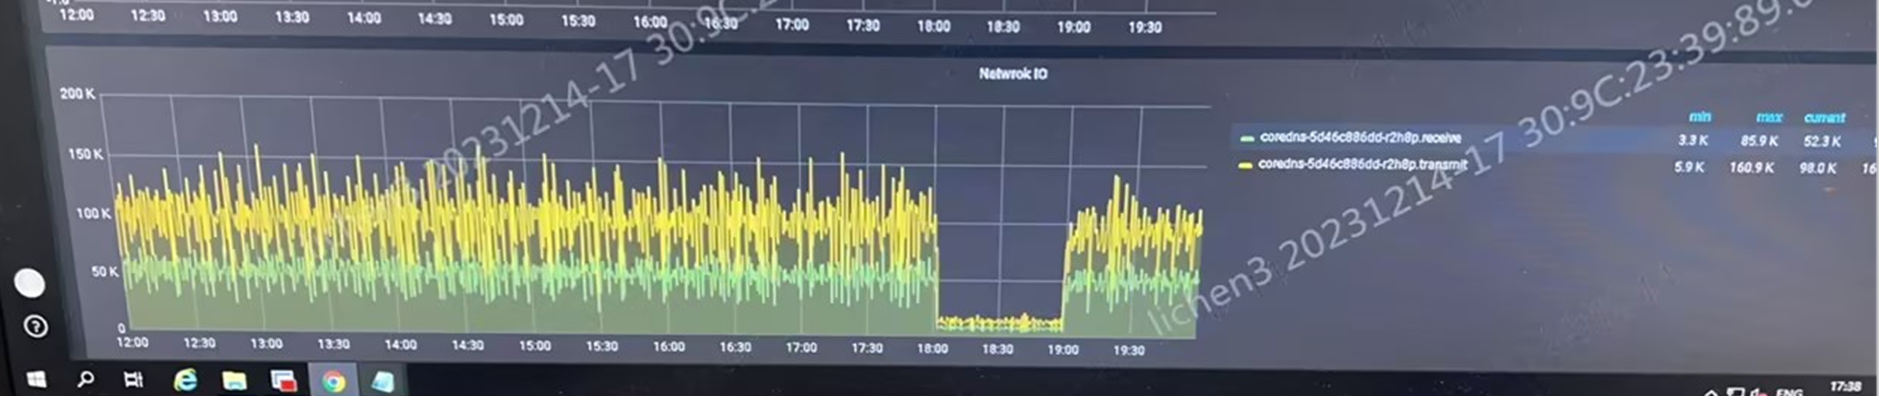 -1.0
12:00 12:30 13:00 13:30 14:00 14:30 15:00 15:30 16:00 16:30 17:00 17:30 18:00 18:30 19:00 19:30
Netwrok IO
200 K
150 K
100 K
50 K
0
12:00 12:30 13:00 13:30 14:00 14:30 15:00 15:30 16:00 16:30 17:00 17:30 18:00 18:30 19:00 19:30
min max current
coredns-5d46c886dd-r2h8p.receive 3.3 K 85.9 K 52.3 K
coredns-5d46c886dd-r2h8p.transmit 5.9 K 160.9 K 98.0 K 16
20231214-17 30:9C:2
lichen3 20231214-17 30:9C:23:39:89:
ENG 17:38